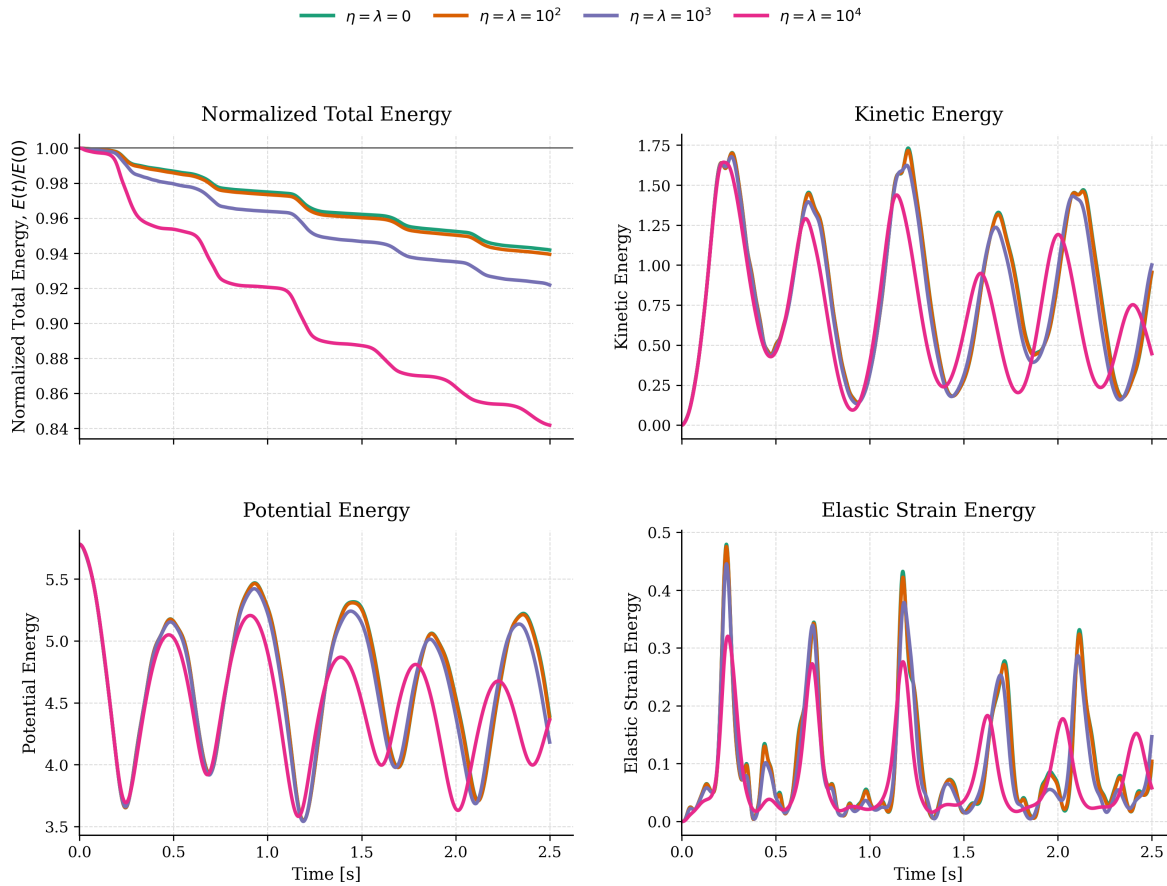 η = λ = 0   η = λ = 10²   η = λ = 10³   η = λ = 10⁴
Normalized Total Energy
Normalized Total Energy, E(t)/E(0)
1.00
0.98
0.96
0.94
0.92
0.90
0.88
0.86
0.84
Kinetic Energy
Kinetic Energy
1.75
1.50
1.25
1.00
0.75
0.50
0.25
0.00
Potential Energy
Potential Energy
5.5
5.0
4.5
4.0
3.5
0.0 0.5 1.0 1.5 2.0 2.5
Time [s]
Elastic Strain Energy
Elastic Strain Energy
0.5
0.4
0.3
0.2
0.1
0.0
0.0 0.5 1.0 1.5 2.0 2.5
Time [s]